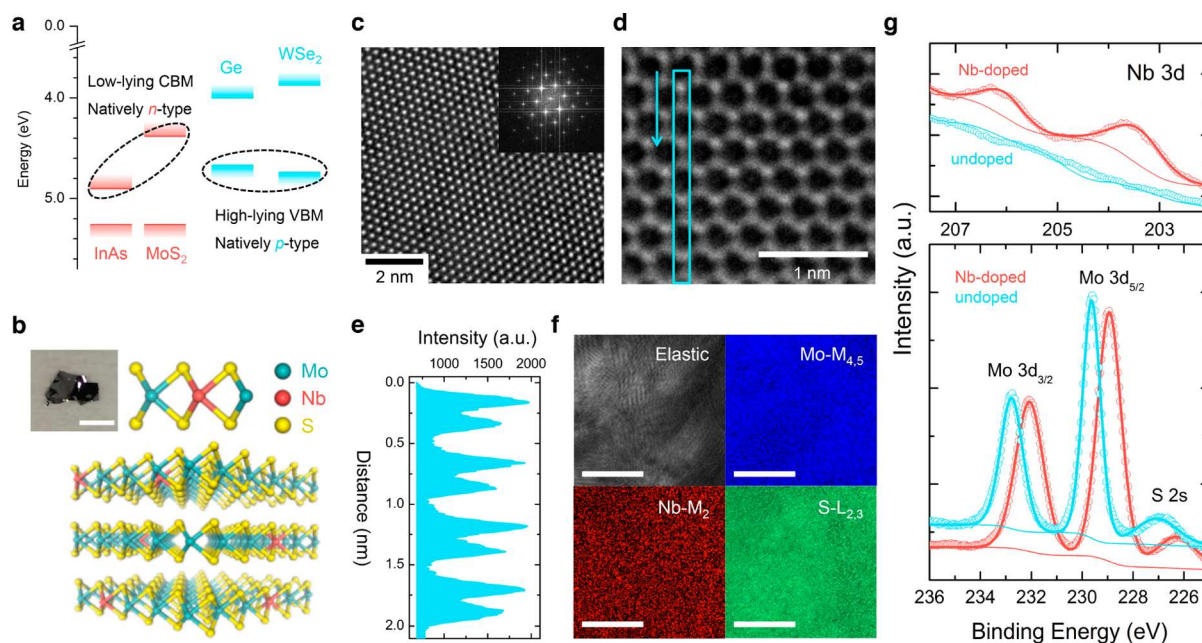 a
0.0
4.0
5.0
Energy (eV)
Low-lying CBM
Natively n-type
Ge
WSe₂
High-lying VBM
Natively p-type
InAs
MoS₂
b
Mo
Nb
S
c
2 nm
d
1 nm
e
Intensity (a.u.)
1000 1500 2000
0.0
0.5
1.0
1.5
2.0
Distance (nm)
f
Elastic
Mo-M₄,₅
Nb-M₂
S-L₂,₃
g
Nb 3d
Nb-doped
undoped
207 205 203
Nb-doped
undoped
Mo 3d₅/₂
Mo 3d₃/₂
S 2s
Intensity (a.u.)
236 234 232 230 228 226
Binding Energy (eV)